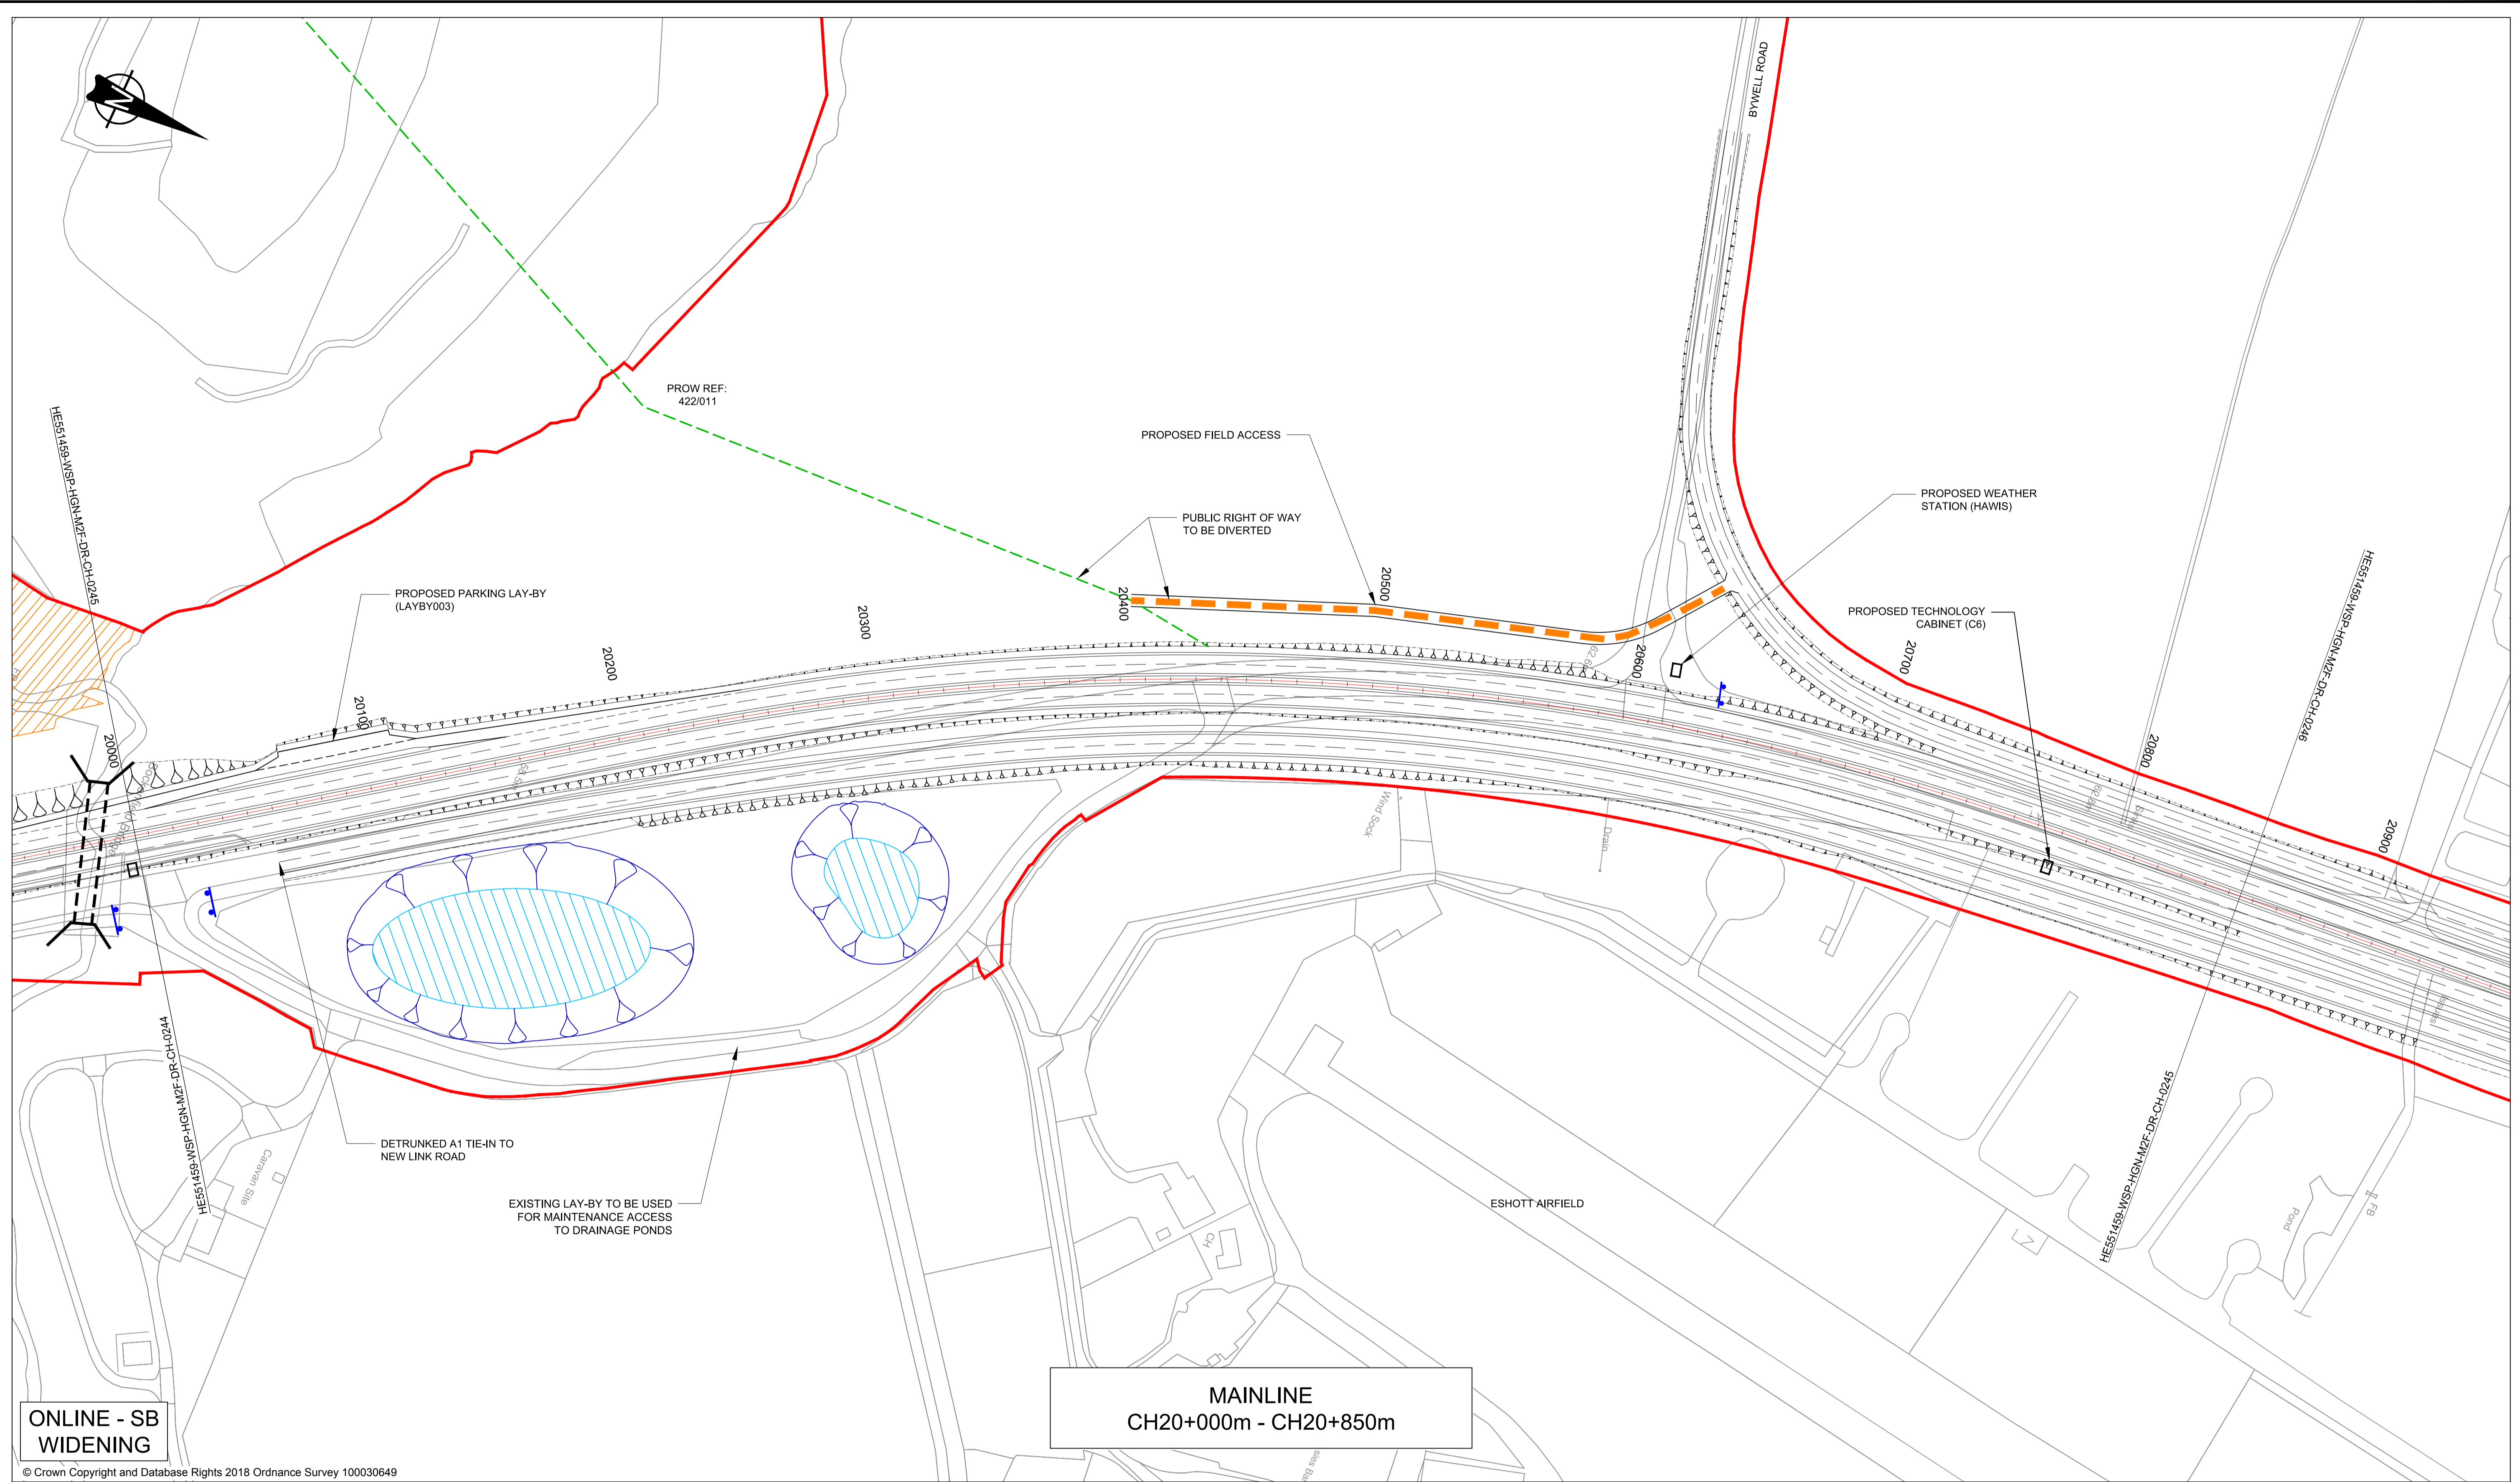 N
BYWELL ROAD
PROW REF:
422/011
HE551459-WSP-HGN-M2F-DR-CH-0245
PROPOSED FIELD ACCESS
PROPOSED WEATHER
STATION (HAWIS)
PUBLIC RIGHT OF WAY
TO BE DIVERTED
PROPOSED PARKING LAY-BY
(LAYBY003)
PROPOSED TECHNOLOGY
CABINET (C6)
HE551459-WSP-HGN-M2F-DR-CH-0246
20000
20100
20200
20300
20400
20500
20600
20700
20800
20900
Wind Sock
Drain
Pond
FB
CH
Caravan Site
HE551459-WSP-HGN-M2F-DR-CH-0244
HE551459-WSP-HGN-M2F-DR-CH-0245
DETRUNKED A1 TIE-IN TO
NEW LINK ROAD
EXISTING LAY-BY TO BE USED
FOR MAINTENANCE ACCESS
TO DRAINAGE PONDS
ESHOTT AIRFIELD
MAINLINE
CH20+000m - CH20+850m
ONLINE - SB
WIDENING
© Crown Copyright and Database Rights 2018 Ordnance Survey 100030649